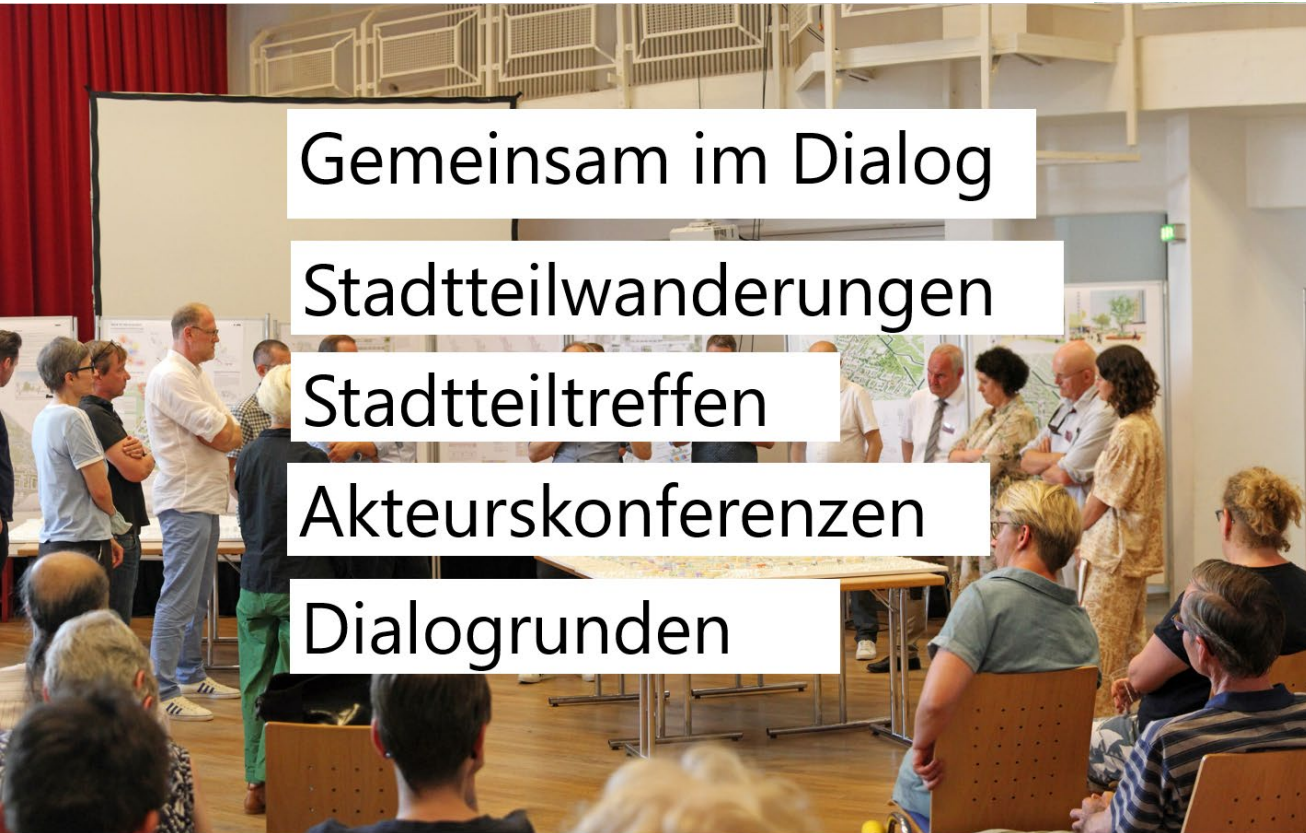 Gemeinsam im Dialog
Stadtteilwanderungen
Stadtteiltreffen
Akteurskonferenzen
Dialogrunden